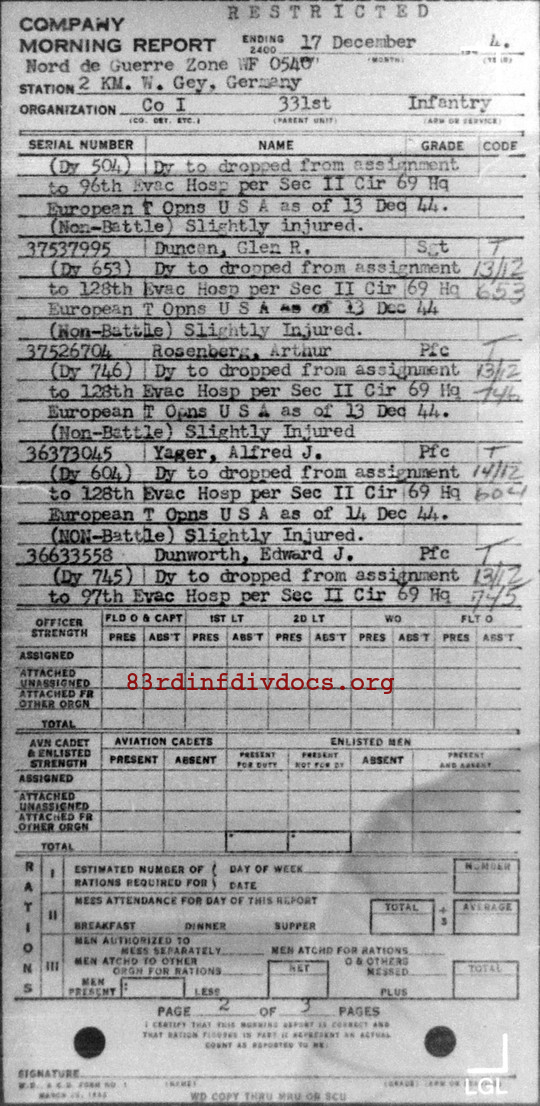 RESTRICTED
COMPANY
MORNING REPORT ENDING 2400 17 December 4.
Nord de Guerre Zone WF 0540 (MONTH) (YEAR)
STATION 2 KM. W. Gey, Germany
ORGANIZATION Co I 331st Infantry
(CO. DET. ETC.) (PARENT UNIT) (ARM OR SERVICE)
SERIAL NUMBER NAME GRADE CODE
(Dy 504) Dy to dropped from assignment
to 96th Evac Hosp per Sec II Cir 69 Hq
European T Opns U S A as of 13 Dec 44.
(Non-Battle) Slightly injured.
37537995 Duncan, Glen R. Sgt T
(Dy 653) Dy to dropped from assignment 13/12
to 128th Evac Hosp per Sec II Cir 69 Hq 653
European T Opns U S A as of 13 Dec 44
(Non-Battle) Slightly Injured.
37526704 Rosenberg, Arthur Pfc T
(Dy 746) Dy to dropped from assignment 13/12
to 128th Evac Hosp per Sec II Cir 69 Hq 746
European T Opns U S A as of 13 Dec 44.
(Non-Battle) Slightly Injured
36373045 Yager, Alfred J. Pfc T
(Dy 604) Dy to dropped from assignment 14/12
to 128th Evac Hosp per Sec II Cir 69 Hq 604
European T Opns U S A as of 14 Dec 44.
(NON-Battle) Slightly Injured.
36633558 Dunworth, Edward J. Pfc T
(Dy 745) Dy to dropped from assignment 13/12
to 97th Evac Hosp per Sec II Cir 69 Hq 745
OFFICER STRENGTH FLD O & CAPT 1ST LT 2D LT WO FLT O
PRES ABS'T PRES ABS'T PRES ABS'T PRES ABS'T PRES ABS'T
ASSIGNED
ATTACHED UNASSIGNED
83rdinfdivdocs.org
ATTACHED FR OTHER ORGN
TOTAL
AVN CADET & ENLISTED STRENGTH AVIATION CADETS ENLISTED MEN
PRESENT ABSENT PRESENT FOR DUTY PRESENT NOT FOR DY ABSENT PRESENT AND ABSENT
ASSIGNED
ATTACHED UNASSIGNED
ATTACHED FR OTHER ORGN
TOTAL
RATIONS
I ESTIMATED NUMBER OF ( DAY OF WEEK NUMBER
RATIONS REQUIRED FOR ) DATE
II MESS ATTENDANCE FOR DAY OF THIS REPORT TOTAL ÷ 3 AVERAGE
BREAKFAST DINNER SUPPER
III MEN AUTHORIZED TO MESS SEPARATELY MEN ATCHD FOR RATIONS
MEN ATCHD TO OTHER ORGN FOR RATIONS NET O & OTHERS MESSED TOTAL
MEN PRESENT : LESS PLUS
PAGE 2 OF 3 PAGES
I CERTIFY THAT THIS MORNING REPORT IS CORRECT AND
THAT RATION FIGURES IN PART II REPRESENT AN ACTUAL
COUNT AS REPORTED TO ME:
SIGNATURE
W.D., A.G.O. FORM NO. 1 (NAME) (GRADE)
WD COPY THRU MRU OR SCU
LGL